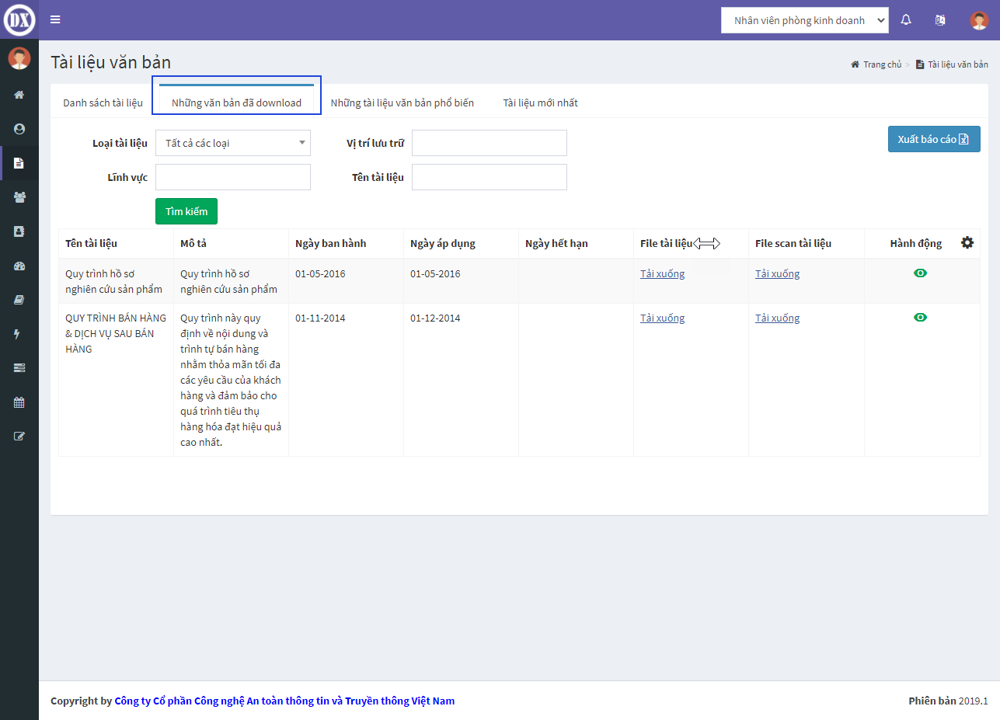 DX
Nhân viên phòng kinh doanh
Tài liệu văn bản
Trang chủ > Tài liệu văn bản
Danh sách tài liệu
Những văn bản đã download
Những tài liệu văn bản phổ biến
Tài liệu mới nhất
Loại tài liệu
Tất cả các loại
Vị trí lưu trữ
Xuất báo cáo
Lĩnh vực
Tên tài liệu
Tìm kiếm
Tên tài liệu
Mô tả
Ngày ban hành
Ngày áp dụng
Ngày hết hạn
File tài liệu
File scan tài liệu
Hành động
Quy trình hồ sơ
nghiên cứu sản phẩm
Quy trình hồ sơ
nghiên cứu sản phẩm
01-05-2016
01-05-2016
Tải xuống
Tải xuống
QUY TRÌNH BÁN HÀNG
& DỊCH VỤ SAU BÁN
HÀNG
Quy trình này quy
định về nội dung và
trình tự bán hàng
nhằm thỏa mãn tối đa
các yêu cầu của khách
hàng và đảm bảo cho
quá trình tiêu thụ
hàng hóa đạt hiệu quả
cao nhất.
01-11-2014
01-12-2014
Tải xuống
Tải xuống
Copyright by Công ty Cổ phần Công nghệ An toàn thông tin và Truyền thông Việt Nam
Phiên bản 2019.1